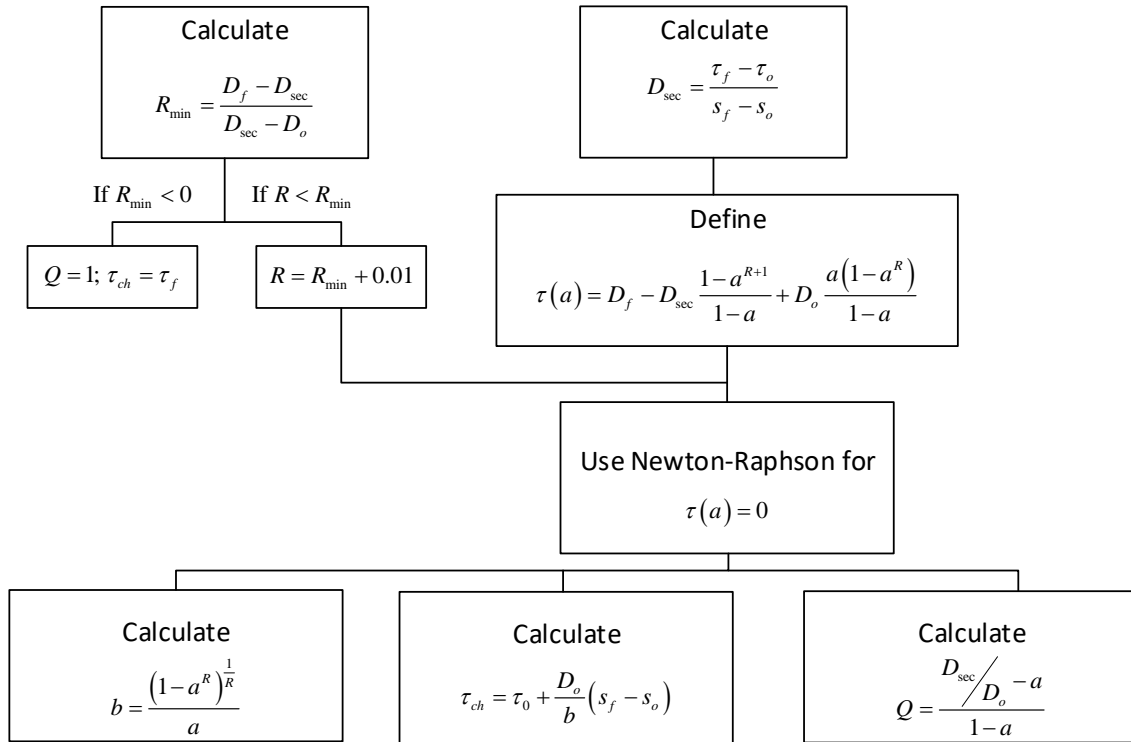 Calculate
R_min = (D_f − D_sec) / (D_sec − D_o)
Calculate
D_sec = (τ_f − τ_o) / (s_f − s_o)
If R_min < 0
If R < R_min
Q = 1; τ_ch = τ_f
R = R_min + 0.01
Define
τ(a) = D_f − D_sec (1 − a^(R+1)) / (1 − a) + D_o a(1 − a^R) / (1 − a)
Use Newton-Raphson for
τ(a) = 0
Calculate
b = (1 − a^R)^(1/R) / a
Calculate
τ_ch = τ_0 + (D_o / b)(s_f − s_o)
Calculate
Q = (D_sec/D_o − a) / (1 − a)